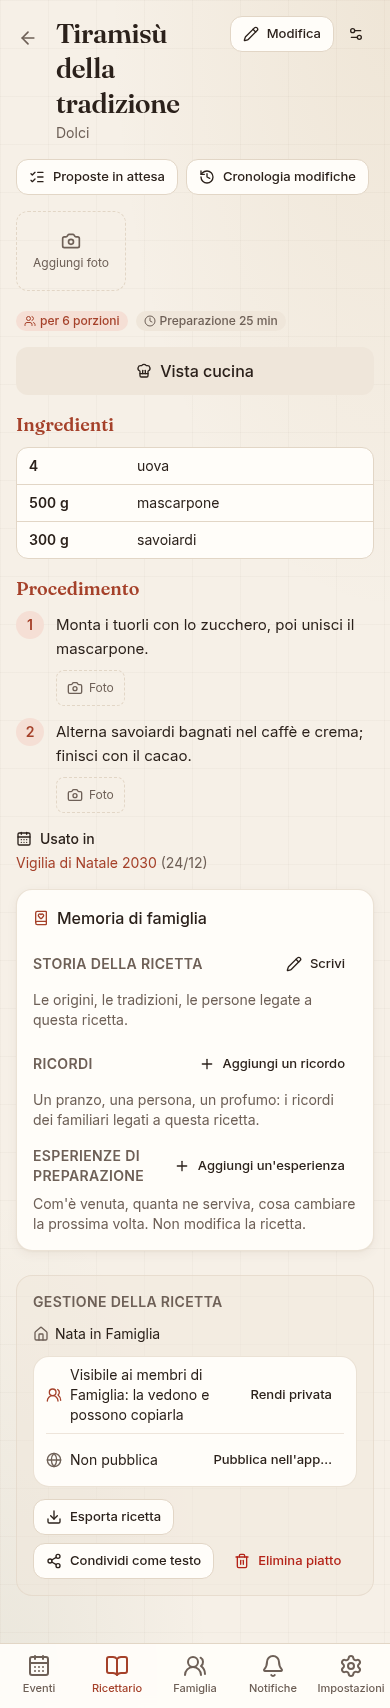 Tiramisù
della
tradizione
Modifica
Dolci
Proposte in attesa
Cronologia modifiche
Aggiungi foto
per 6 porzioni
Preparazione 25 min
Vista cucina
Ingredienti
4 uova
500 g mascarpone
300 g savoiardi
Procedimento
1 Monta i tuorli con lo zucchero, poi unisci il
mascarpone.
Foto
2 Alterna savoiardi bagnati nel caffè e crema;
finisci con il cacao.
Foto
Usato in
Vigilia di Natale 2030 (24/12)
Memoria di famiglia
STORIA DELLA RICETTA
Scrivi
Le origini, le tradizioni, le persone legate a
questa ricetta.
RICORDI
Aggiungi un ricordo
Un pranzo, una persona, un profumo: i ricordi
dei familiari legati a questa ricetta.
ESPERIENZE DI
PREPARAZIONE
Aggiungi un'esperienza
Com'è venuta, quanta ne serviva, cosa cambiare
la prossima volta. Non modifica la ricetta.
GESTIONE DELLA RICETTA
Nata in Famiglia
Visibile ai membri di
Famiglia: la vedono e
possono copiarla
Rendi privata
Non pubblica
Pubblica nell'app...
Esporta ricetta
Condividi come testo
Elimina piatto
Eventi
Ricettario
Famiglia
Notifiche
Impostazioni